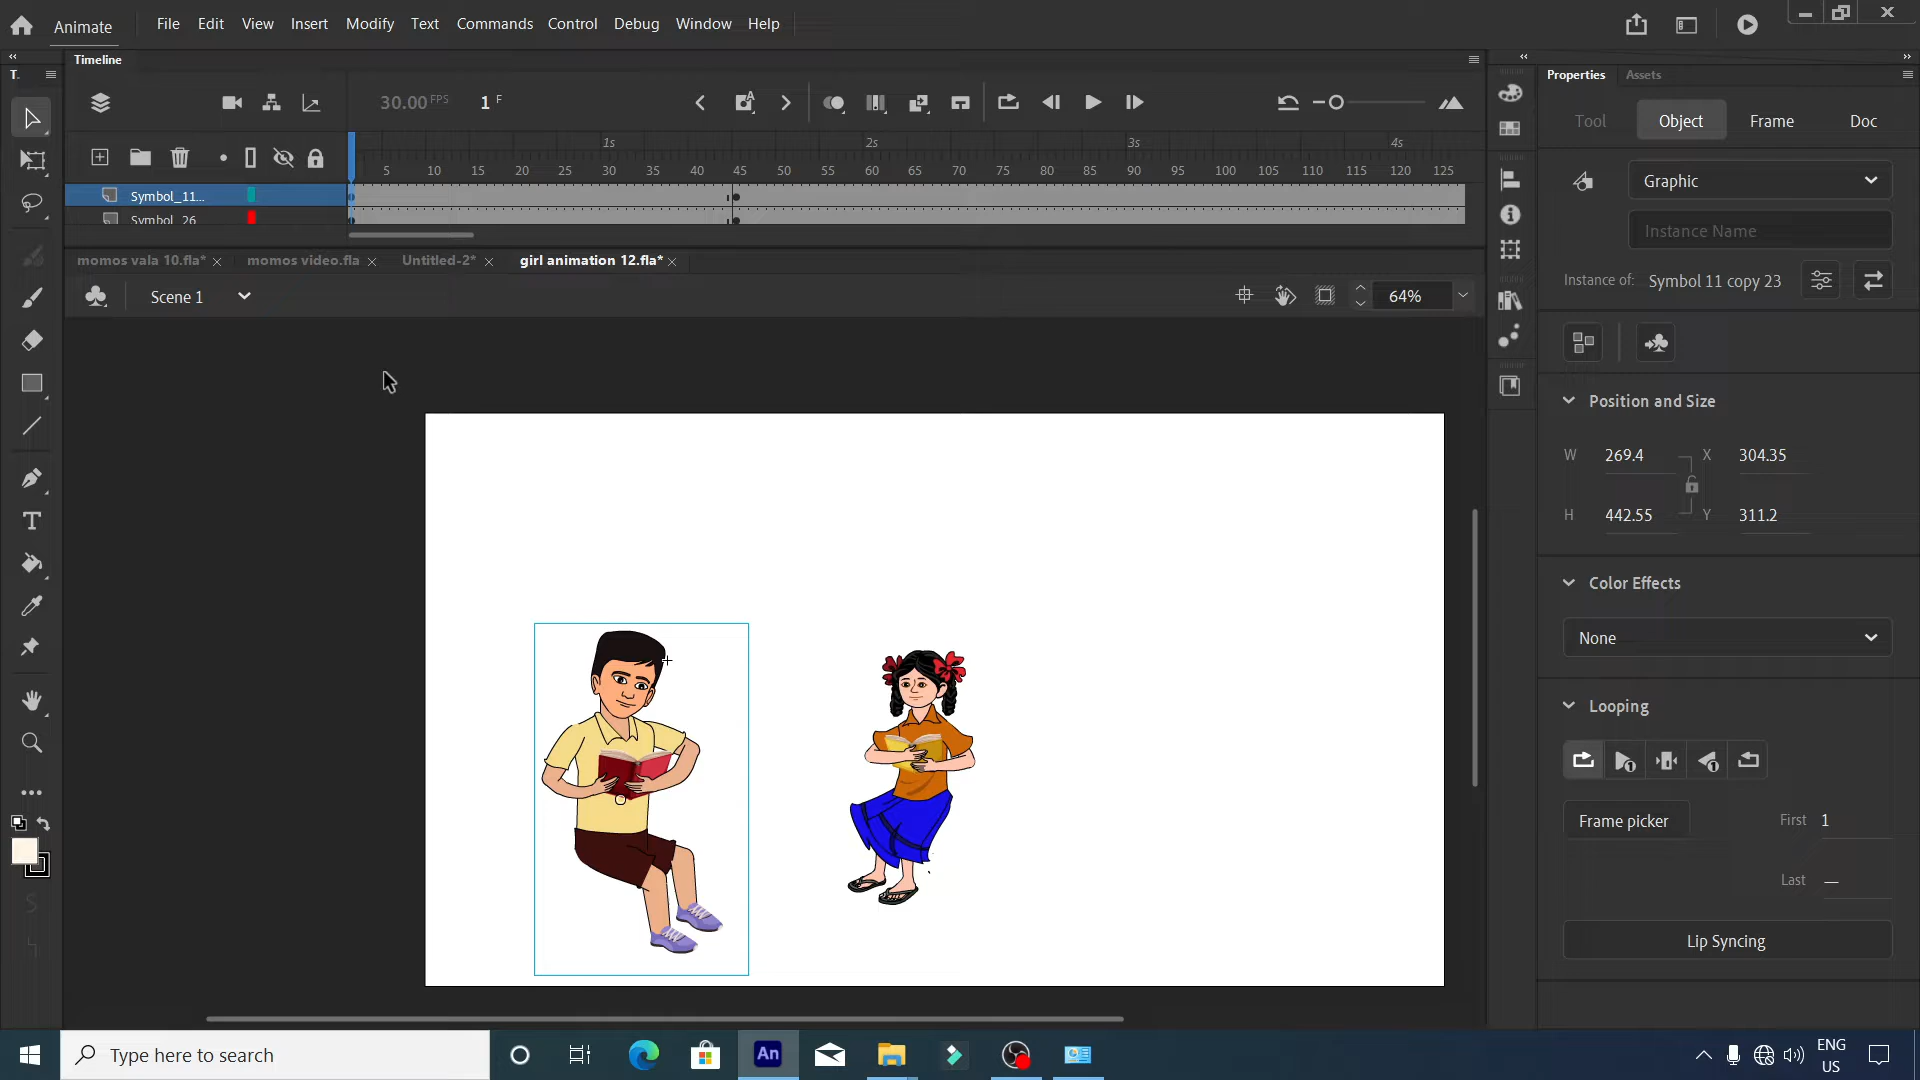 Animate File Edit View Insert Modify Text Commands Control Debug Window Help
T. Timeline Properties Assets
30.00 FPS 1 F
Tool Object Frame Doc
1s 2s 3s 4s
5 10 15 20 25 30 35 40 45 50 55 60 65 70 75 80 85 90 95 100 105 110 115 120 125
Symbol_11...
Symbol_26
Graphic
Instance Name
momos vala 10.fla* momos video.fla Untitled-2* girl animation 12.fla*
Instance of: Symbol 11 copy 23
Scene 1 64%
Position and Size
W 269.4 X 304.35
H 442.55 Y 311.2
Color Effects
None
Looping
Frame picker First 1
Last —
Lip Syncing
Type here to search
An
ENG
US